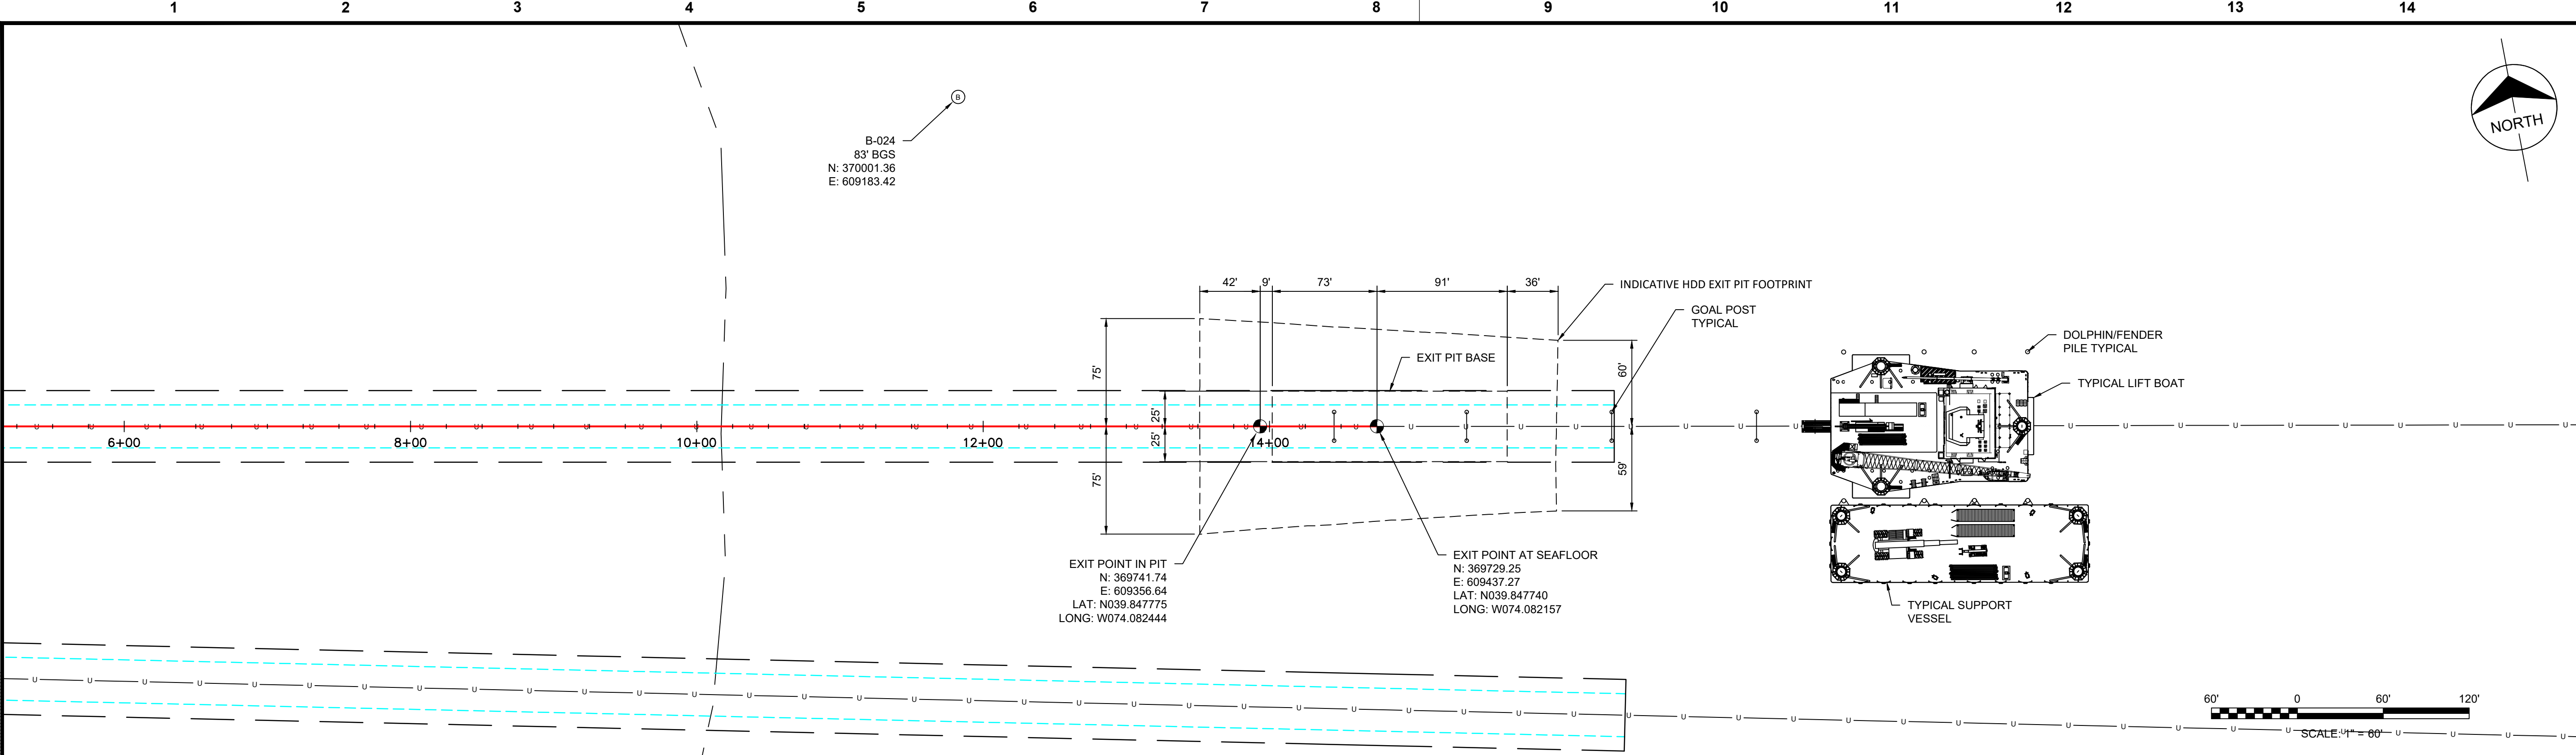 1 2 3 4 5 6 7 8 9 10 11 12 13 14
NORTH
B
B-024
83' BGS
N: 370001.36
E: 609183.42
42' 9' 73' 91' 36'
INDICATIVE HDD EXIT PIT FOOTPRINT
GOAL POST
TYPICAL
DOLPHIN/FENDER
PILE TYPICAL
EXIT PIT BASE
TYPICAL LIFT BOAT
75'
60'
25'
25'
75'
59'
6+00 8+00 10+00 12+00 14+00
EXIT POINT IN PIT
N: 369741.74
E: 609356.64
LAT: N039.847775
LONG: W074.082444
EXIT POINT AT SEAFLOOR
N: 369729.25
E: 609437.27
LAT: N039.847740
LONG: W074.082157
TYPICAL SUPPORT
VESSEL
60' 0 60' 120'
SCALE: 1" = 60'